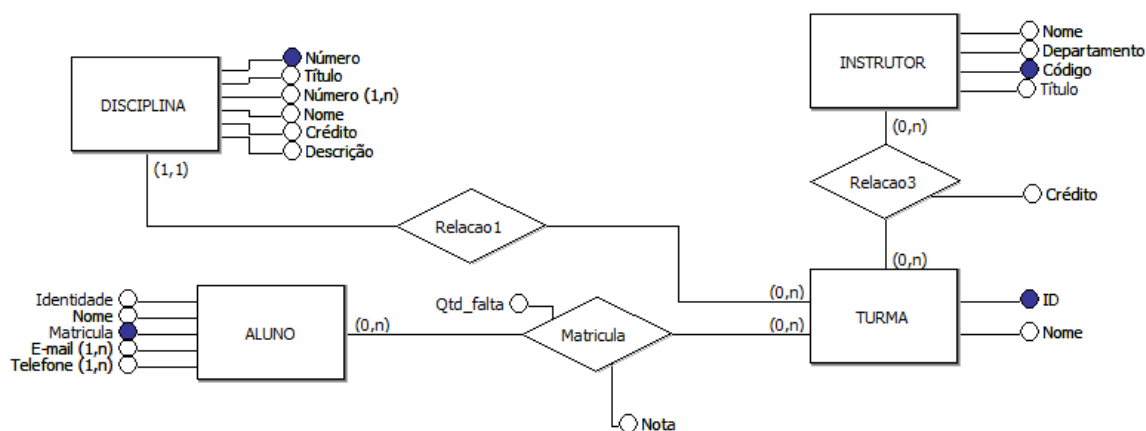 DISCIPLINA
Número
Título
Número (1,n)
Nome
Crédito
Descrição
(1,1)
INSTRUTOR
Nome
Departamento
Código
Título
(0,n)
Relacao3
Crédito
(0,n)
Relacao1
(0,n)
Identidade
Nome
Matricula
E-mail (1,n)
Telefone (1,n)
ALUNO
(0,n)
Qtd_falta
Matricula
Nota
(0,n)
TURMA
ID
Nome